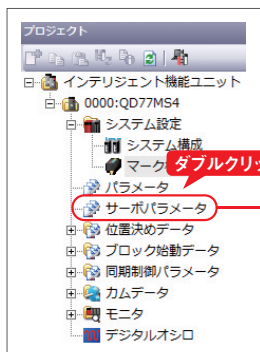 プロジェクト
インテリジェント機能ユニット
0000:QD77MS4
システム設定
システム構成
マーク
ダブルクリッ
パラメータ
サーボパラメータ
位置決めデータ
ブロック始動データ
同期制御パラメータ
カムデータ
モニタ
デジタルオシロ